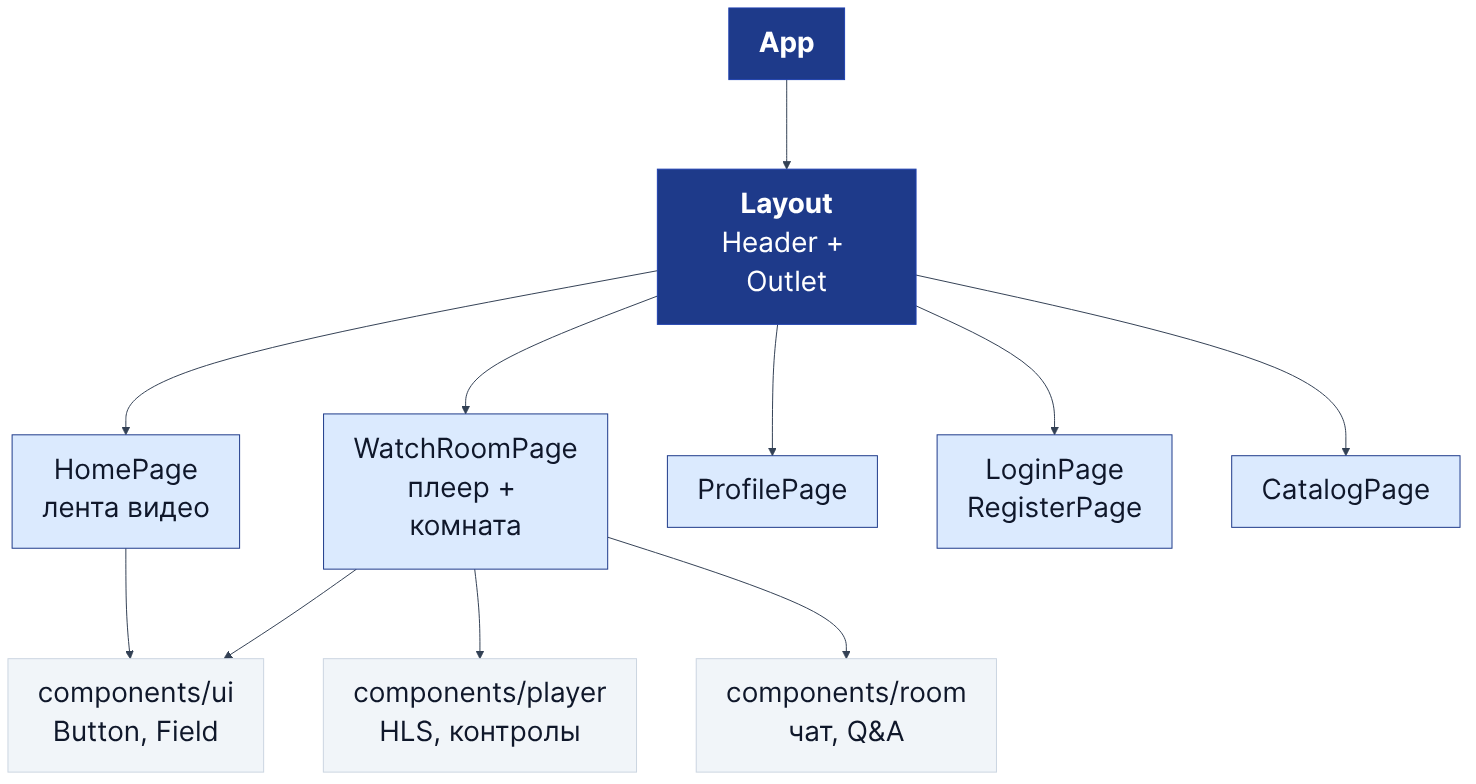 App
Layout
Header +
Outlet
HomePage
лента видео
WatchRoomPage
плеер +
комната
ProfilePage
LoginPage
RegisterPage
CatalogPage
components/ui
Button, Field
components/player
HLS, контролы
components/room
чат, Q&A